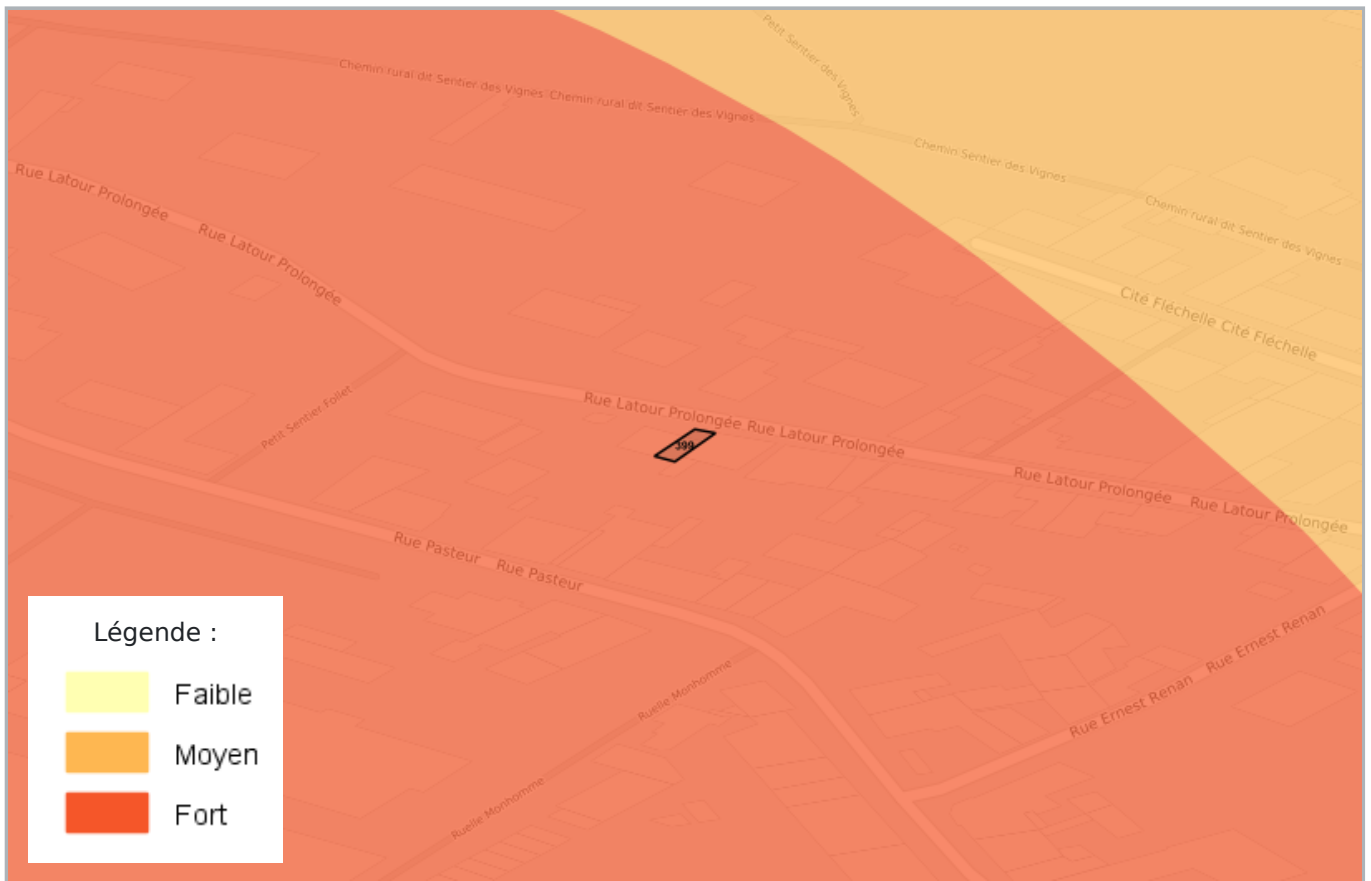 Petit Sentier des Vignes
Chemin rural dit Sentier des Vignes Chemin rural dit Sentier des Vignes
Chemin Sentier des Vignes
Rue Latour Prolongée
Rue Latour Prolongée
Chemin rural dit Sentier des Vignes
Cité Fléchelle Cité Fléchelle
Petit Sentier Follet
Rue Latour Prolongée Rue Latour Prolongée
399
Rue Latour Prolongée
Rue Latour Prolongée
Rue Pasteur
Rue Pasteur
Rue Ernest Renan
Rue Ernest Renan
Ruelle Monhomme
Ruelle Monhomme
Légende :
Faible
Moyen
Fort